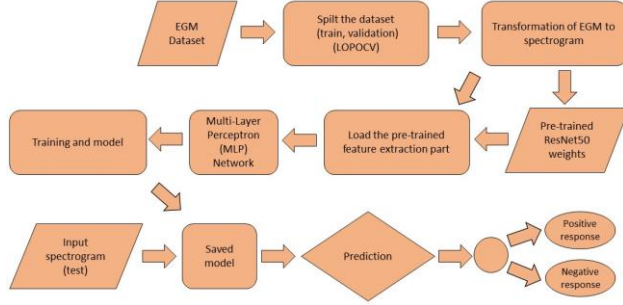 EGM
Dataset
Spilt the dataset
(train, validation)
(LOPOCV)
Transformation of EGM to
spectrogram
Training and model
Multi-Layer
Perceptron
(MLP)
Network
Load the pre-trained
feature extraction part
Pre-trained
ResNet50
weights
Input
spectrogram
(test)
Saved
model
Prediction
Positive
response
Negative
response